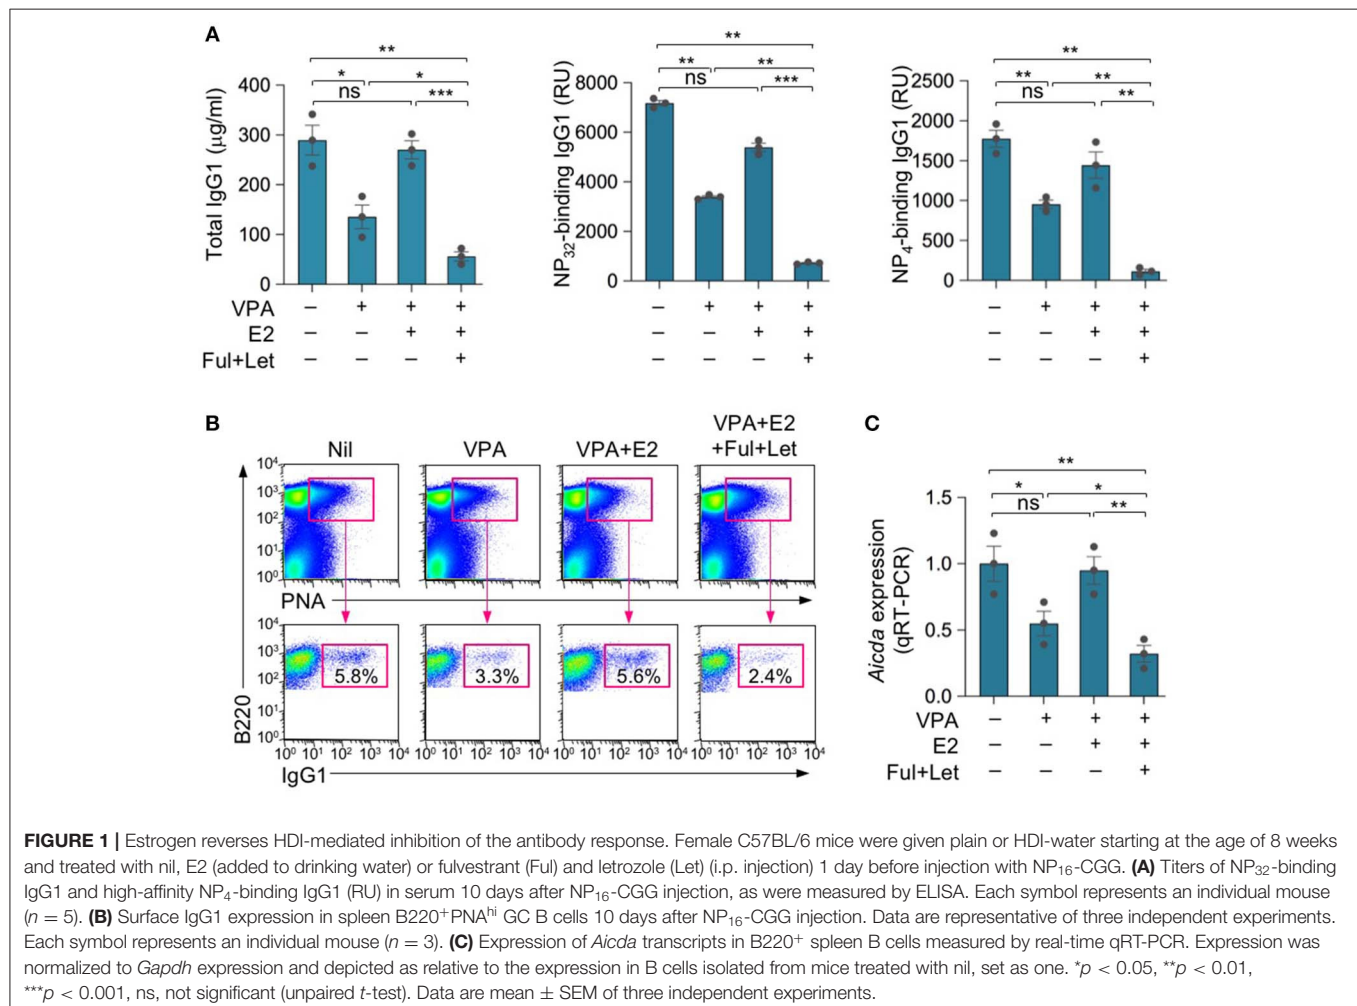 A
Total IgG1 (μg/ml)
400
300
200
100
0
** 
* *
ns ***
VPA – + + +
E2 – – + +
Ful+Let – – – +
NP32-binding IgG1 (RU)
8000
6000
4000
2000
0
**
** **
ns ***
– + + +
– – + +
– – – +
NP4-binding IgG1 (RU)
2500
2000
1500
1000
500
0
**
** **
ns **
– + + +
– – + +
– – – +
B
Nil VPA VPA+E2 VPA+E2
+Ful+Let
10⁴
10³
10²
10¹
10⁰
PNA
10⁴
10³
10²
10¹
10⁰
5.8% 3.3% 5.6% 2.4%
B220
10⁰ 10¹ 10² 10³ 10⁴ 10⁰ 10¹ 10² 10³ 10⁴ 10⁰ 10¹ 10² 10³ 10⁴ 10⁰ 10¹ 10² 10³ 10⁴
IgG1
C
Aicda expression
(qRT-PCR)
1.5
1.0
0.5
0.0
**
* *
ns **
VPA – + + +
E2 – – + +
Ful+Let – – – +
FIGURE 1 | Estrogen reverses HDI-mediated inhibition of the antibody response. Female C57BL/6 mice were given plain or HDI-water starting at the age of 8 weeks
and treated with nil, E2 (added to drinking water) or fulvestrant (Ful) and letrozole (Let) (i.p. injection) 1 day before injection with NP16-CGG. (A) Titers of NP32-binding
IgG1 and high-affinity NP4-binding IgG1 (RU) in serum 10 days after NP16-CGG injection, as were measured by ELISA. Each symbol represents an individual mouse
(n = 5). (B) Surface IgG1 expression in spleen B220+PNAhi GC B cells 10 days after NP16-CGG injection. Data are representative of three independent experiments.
Each symbol represents an individual mouse (n = 3). (C) Expression of Aicda transcripts in B220+ spleen B cells measured by real-time qRT-PCR. Expression was
normalized to Gapdh expression and depicted as relative to the expression in B cells isolated from mice treated with nil, set as one. *p < 0.05, **p < 0.01,
***p < 0.001, ns, not significant (unpaired t-test). Data are mean ± SEM of three independent experiments.